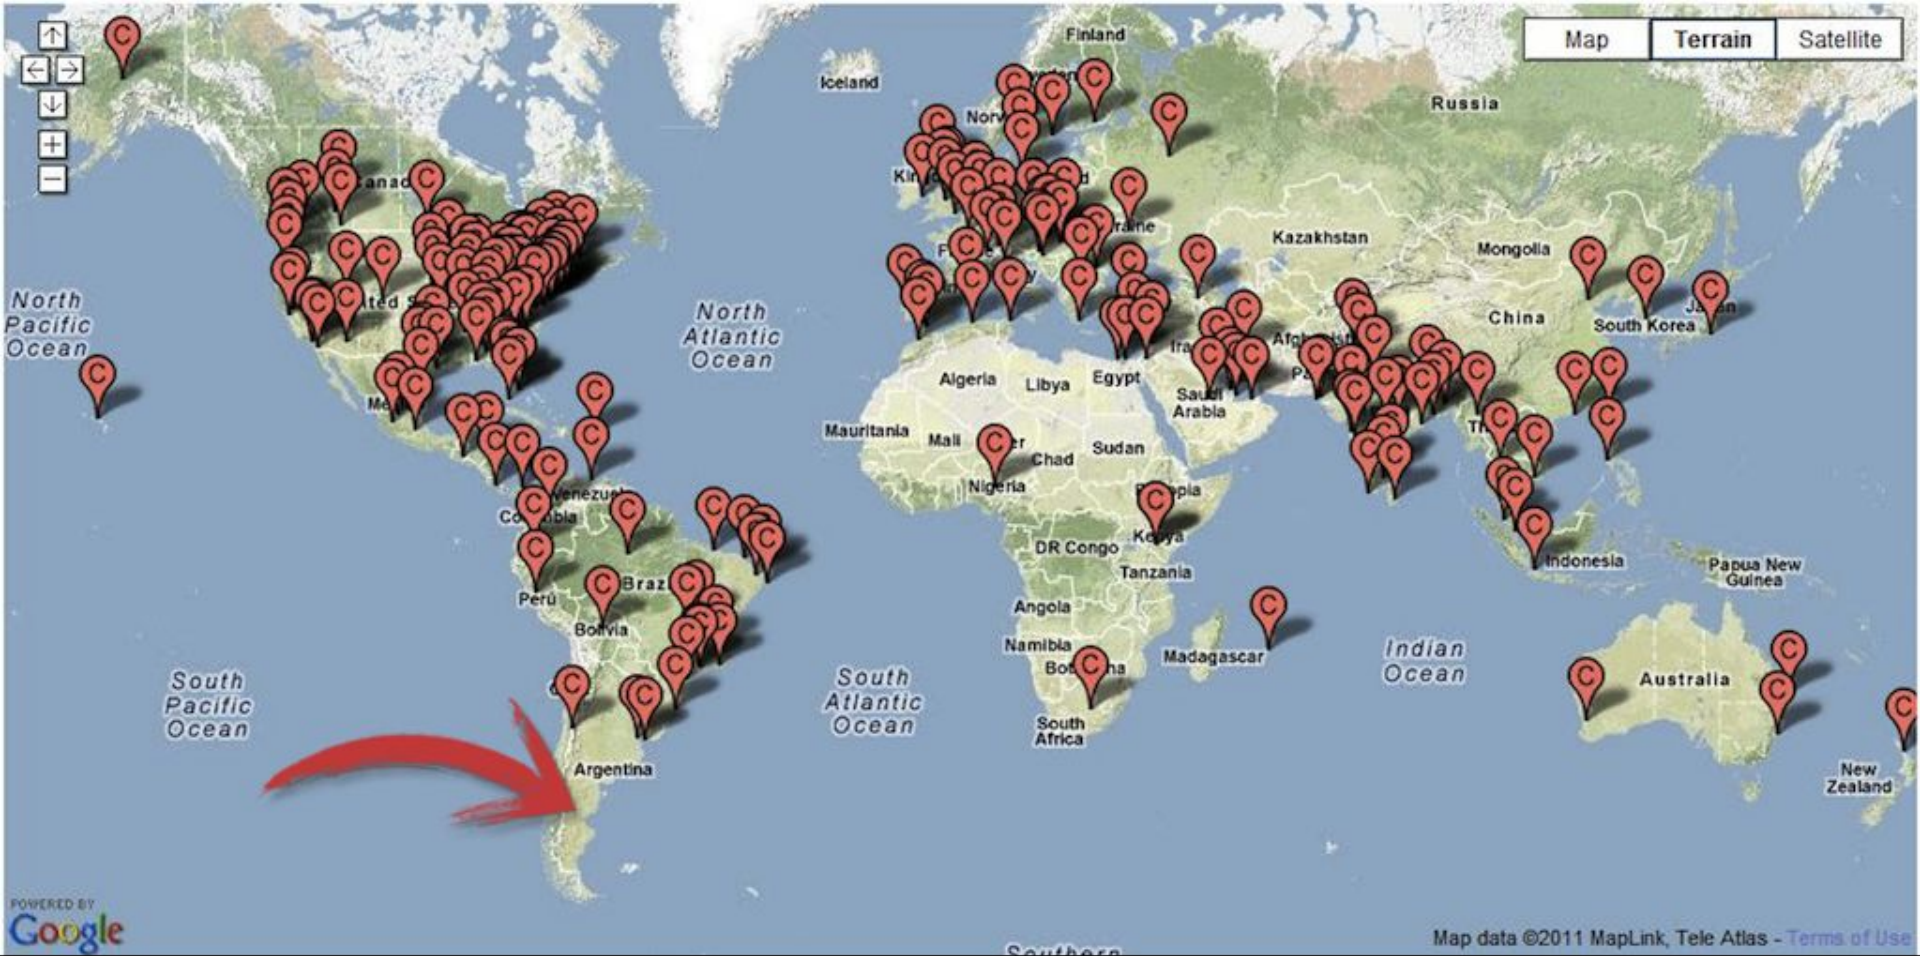 Map
Terrain
Satellite
Finland
Iceland
Russia
Kazakhstan
Mongolia
North
Pacific
Ocean
North
Atlantic
Ocean
China
South Korea
Algeria
Libya
Egypt
Saudi
Arabia
Mauritania
Mali
Chad
Sudan
Nigeria
DR Congo
Kenya
Tanzania
Indonesia
Papua New
Guinea
Perú
Bolivia
Angola
Namibia
Madagascar
Indian
Ocean
South
Pacific
Ocean
South
Atlantic
Ocean
Australia
South
Africa
Argentina
New
Zealand
POWERED BY
Google
Map data ©2011 MapLink, Tele Atlas - Terms of Use
Southern